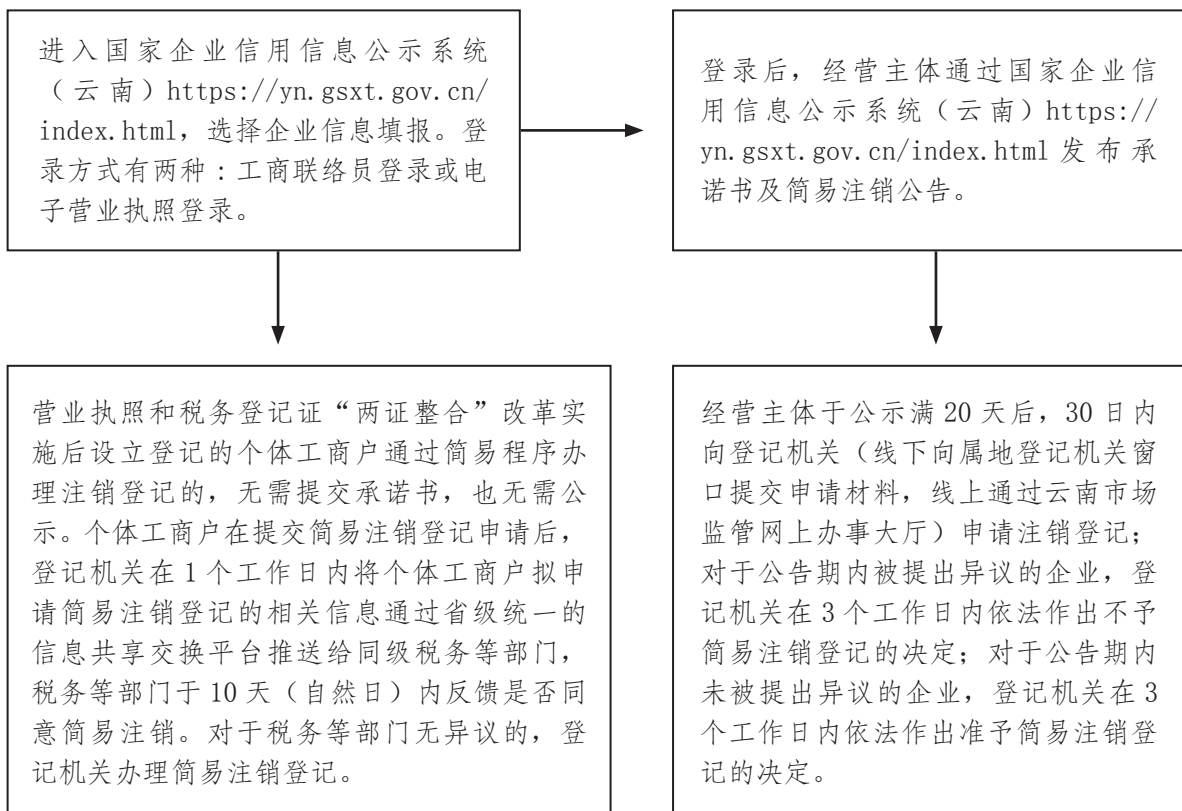 进入国家企业信用信息公示系统
（云南）https://yn.gsxt.gov.cn/
index.html，选择企业信息填报。登
录方式有两种：工商联络员登录或电
子营业执照登录。
登录后，经营主体通过国家企业信
用信息公示系统（云南）https://
yn.gsxt.gov.cn/index.html发布承
诺书及简易注销公告。
营业执照和税务登记证“两证整合”改革实
施后设立登记的个体工商户通过简易程序办
理注销登记的，无需提交承诺书，也无需公
示。个体工商户在提交简易注销登记申请后，
登记机关在1个工作日内将个体工商户拟申
请简易注销登记的相关信息通过省级统一的
信息共享交换平台推送给同级税务等部门，
税务等部门于10天（自然日）内反馈是否同
意简易注销。对于税务等部门无异议的，登
记机关办理简易注销登记。
经营主体于公示满20天后，30日内
向登记机关（线下向属地登记机关窗
口提交申请材料，线上通过云南市场
监管网上办事大厅）申请注销登记；
对于公告期内被提出异议的企业，登
记机关在3个工作日内依法作出不予
简易注销登记的决定；对于公告期内
未被提出异议的企业，登记机关在3
个工作日内依法作出准予简易注销登
记的决定。